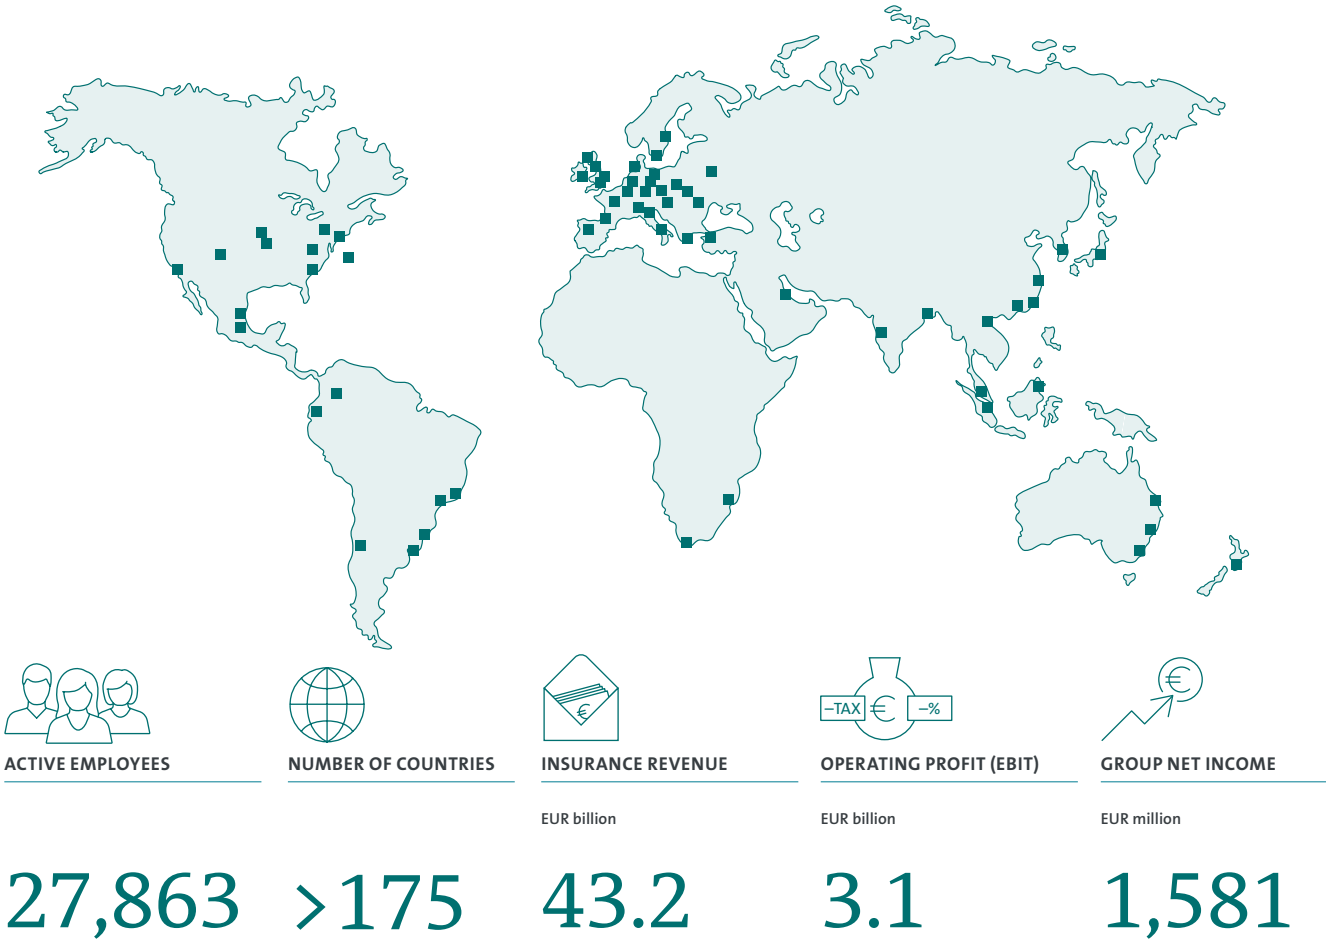 –TAX € –%
€
€
ACTIVE EMPLOYEES
NUMBER OF COUNTRIES
INSURANCE REVENUE
OPERATING PROFIT (EBIT)
GROUP NET INCOME
EUR billion
EUR billion
EUR million
27,863
>175
43.2
3.1
1,581